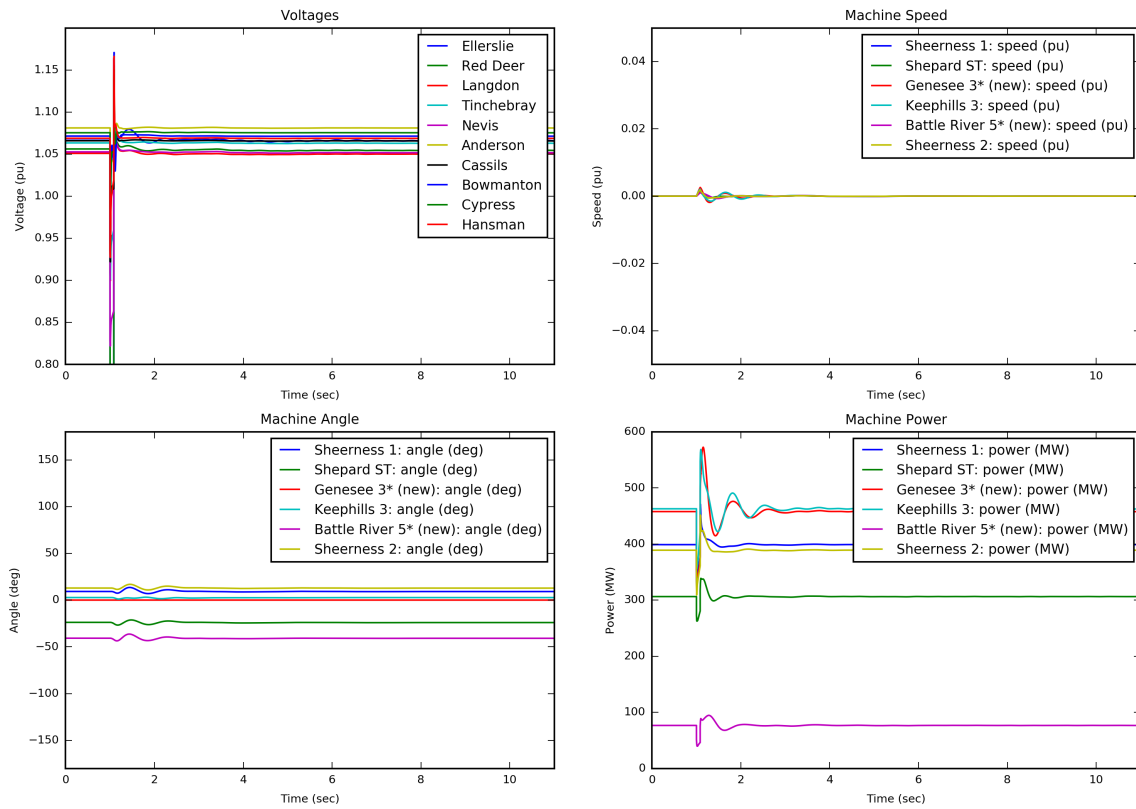 Voltages
1.15
1.10
1.05
1.00
0.95
0.90
0.85
0.80
Voltage (pu)
Ellerslie
Red Deer
Langdon
Tinchebray
Nevis
Anderson
Cassils
Bowmanton
Cypress
Hansman
0 2 4 6 8 10
Time (sec)
Machine Speed
0.04
0.02
0.00
−0.02
−0.04
Speed (pu)
Sheerness 1: speed (pu)
Shepard ST: speed (pu)
Genesee 3* (new): speed (pu)
Keephills 3: speed (pu)
Battle River 5* (new): speed (pu)
Sheerness 2: speed (pu)
0 2 4 6 8 10
Time (sec)
Machine Angle
150
100
50
0
−50
−100
−150
Angle (deg)
Sheerness 1: angle (deg)
Shepard ST: angle (deg)
Genesee 3* (new): angle (deg)
Keephills 3: angle (deg)
Battle River 5* (new): angle (deg)
Sheerness 2: angle (deg)
0 2 4 6 8 10
Time (sec)
Machine Power
600
500
400
300
200
100
0
Power (MW)
Sheerness 1: power (MW)
Shepard ST: power (MW)
Genesee 3* (new): power (MW)
Keephills 3: power (MW)
Battle River 5* (new): power (MW)
Sheerness 2: power (MW)
0 2 4 6 8 10
Time (sec)